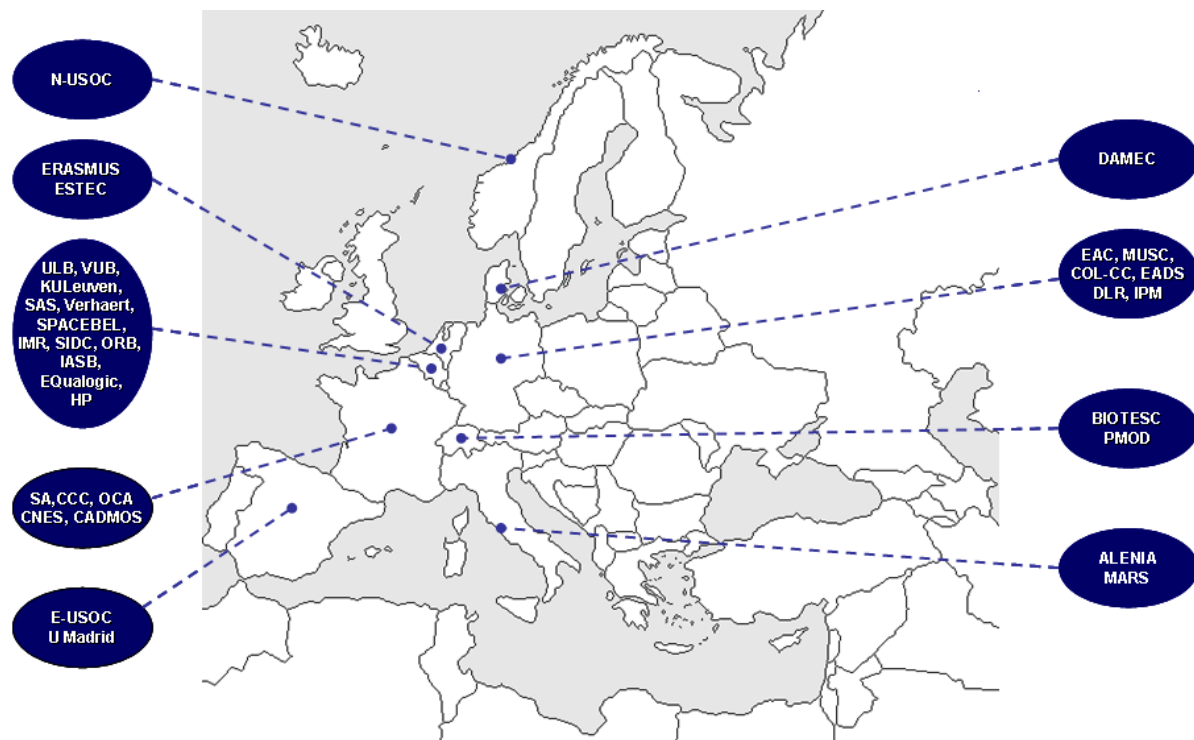 N-USOC
ERASMUS
ESTEC
ULB, VUB,
KULeuven,
SAS, Verhaert,
SPACEBEL,
IMR, SIDC, ORB,
IASB,
EQualogic,
HP
SA,CCC, OCA
CNES, CADMOS
E-USOC
U Madrid
DAMEC
EAC, MUSC,
COL-CC, EADS
DLR, IPM
BIOTESC
PMOD
ALENIA
MARS